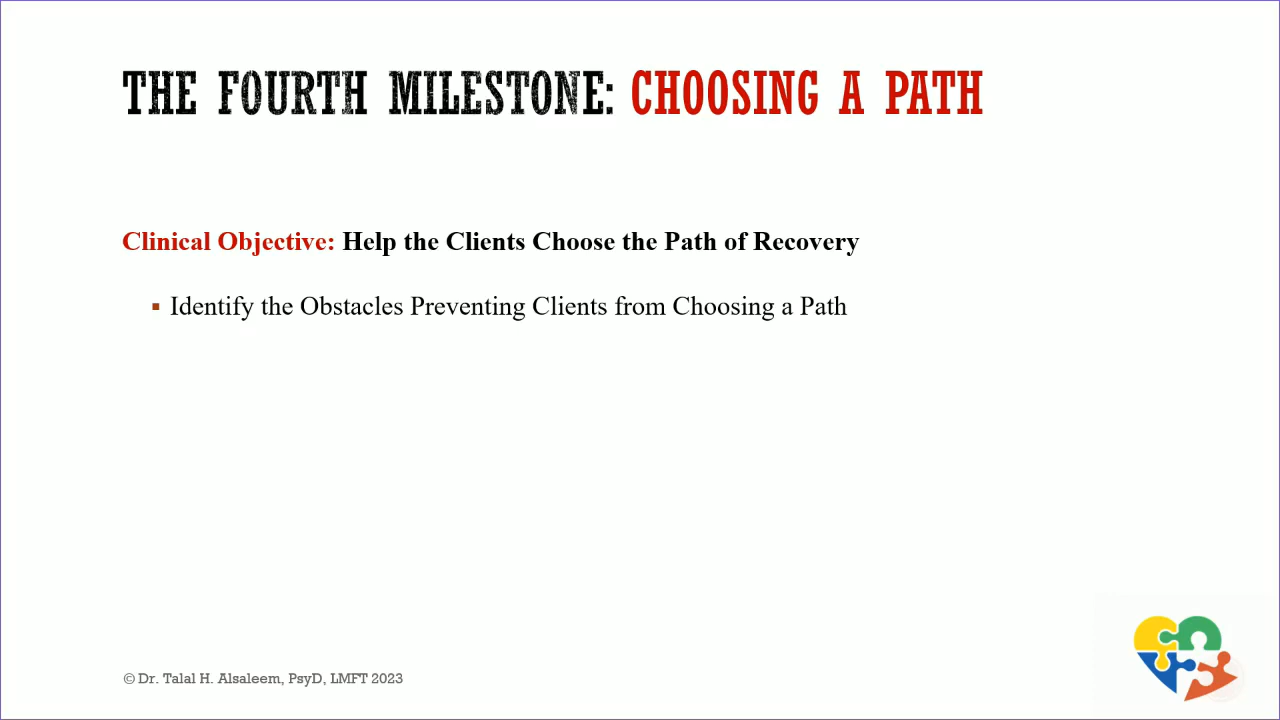 THE FOURTH MILESTONE: CHOOSING A PATH
Clinical Objective: Help the Clients Choose the Path of Recovery
▪ Identify the Obstacles Preventing Clients from Choosing a Path
© Dr. Talal H. Alsaleem, PsyD, LMFT 2023